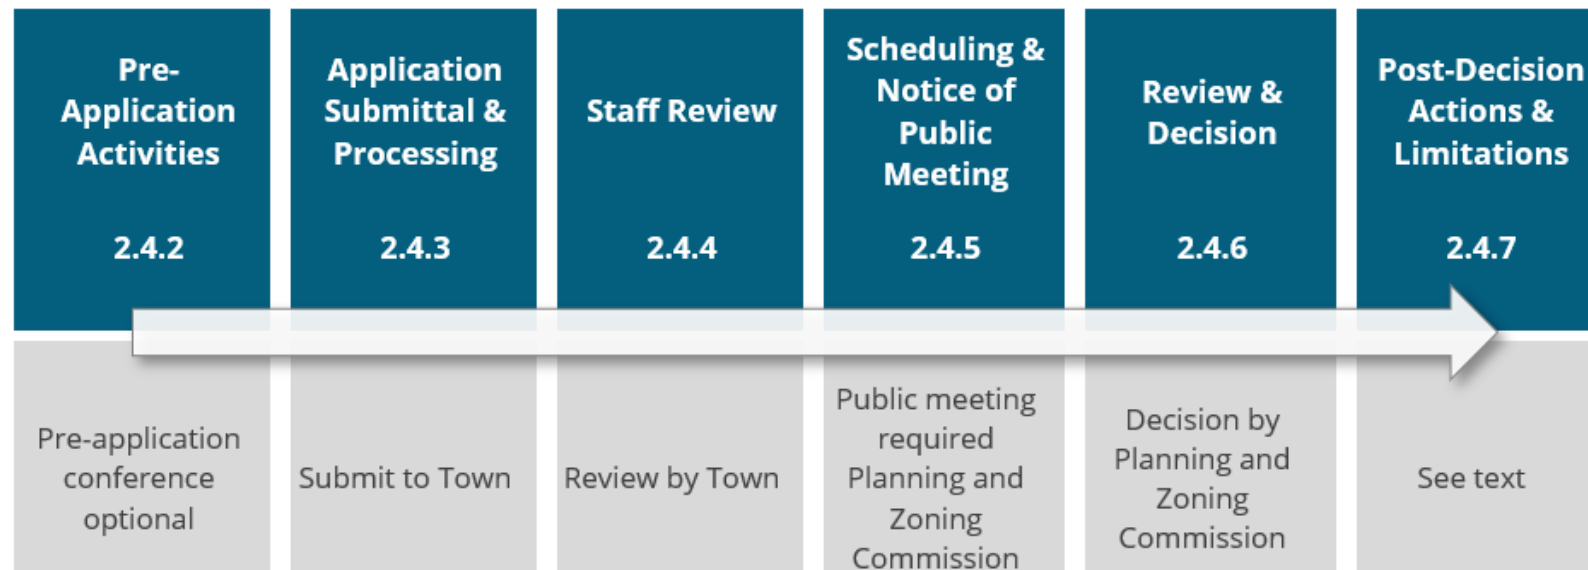 Pre-
Application
Activities
2.4.2
Application
Submittal &
Processing
2.4.3
Staff Review
2.4.4
Scheduling &
Notice of
Public
Meeting
2.4.5
Review &
Decision
2.4.6
Post-Decision
Actions &
Limitations
2.4.7
Pre-application
conference
optional
Submit to Town
Review by Town
Public meeting
required
Planning and
Zoning
Commission
Decision by
Planning and
Zoning
Commission
See text